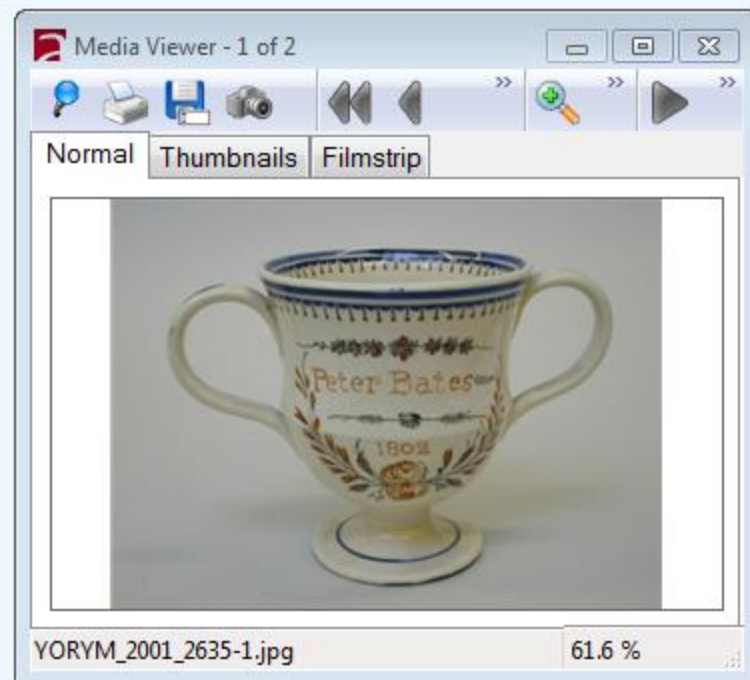 Media Viewer - 1 of 2
Normal Thumbnails Filmstrip
Peter Bates
1802
YORYM_2001_2635-1.jpg 61.6 %